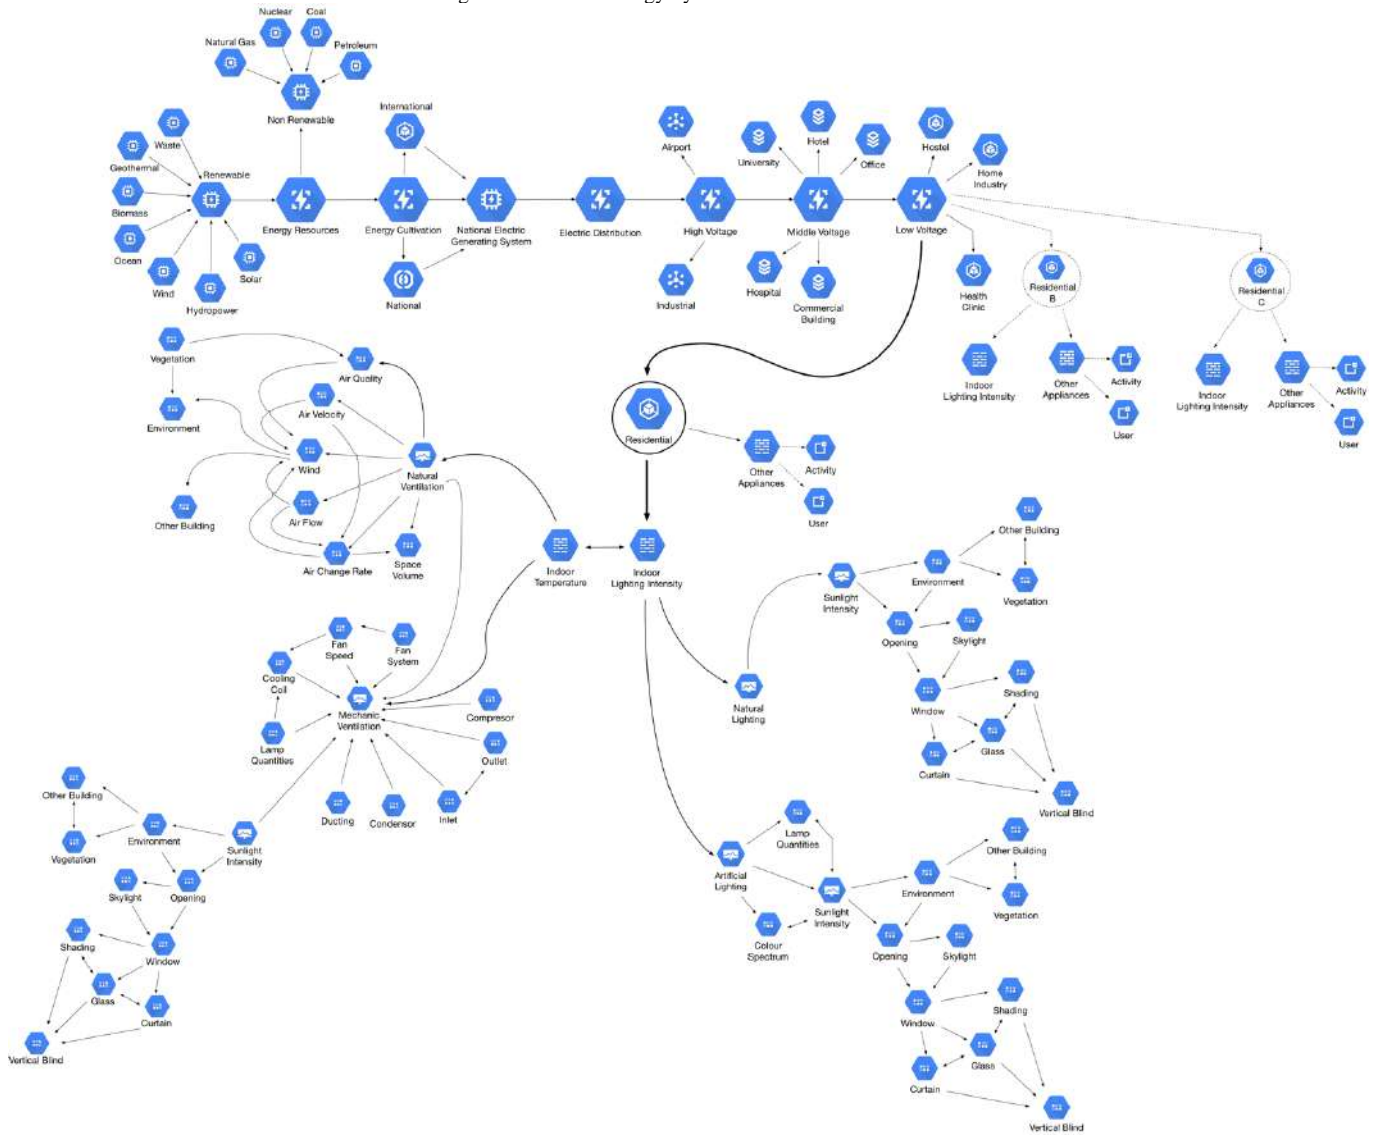 Nuclear
Coal
Natural Gas
Petroleum
Non Renewable
International
Waste
Geothermal
Renewable
Biomass
Ocean
Wind
Solar
Hydropower
Energy Resources
Energy Cultivation
National Electric
Generating System
National
Electric Distribution
Airport
High Voltage
Industrial
University
Hotel
Office
Middle Voltage
Hospital
Commercial
Building
Hostel
Home
Industry
Low Voltage
Health
Clinic
Residential
B
Indoor
Lighting Intensity
Other
Appliances
Activity
User
Residential
C
Indoor
Lighting Intensity
Other
Appliances
Activity
User
Vegetation
Air Quality
Air Velocity
Environment
Wind
Natural
Ventilation
Other Building
Air Flow
Air Change Rate
Space
Volume
Residential
Other
Appliances
Activity
User
Indoor
Temperature
Indoor
Lighting Intensity
Sunlight
Intensity
Environment
Other Building
Vegetation
Opening
Skylight
Natural
Lighting
Window
Shading
Glass
Curtain
Vertical Blind
Fan
Speed
Fan
System
Cooling
Coil
Mechanic
Ventilation
Compresor
Lamp
Quantities
Outlet
Ducting
Condensor
Inlet
Other Building
Vegetation
Environment
Sunlight
Intensity
Skylight
Opening
Shading
Window
Glass
Curtain
Vertical Blind
Lamp
Quantities
Artificial
Lighting
Sunlight
Intensity
Colour
Spectrum
Environment
Other Building
Vegetation
Opening
Skylight
Window
Shading
Glass
Curtain
Vertical Blind